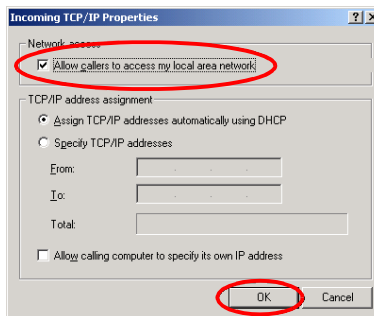 Incoming TCP/IP Properties
Network access
Allow callers to access my local area network
TCP/IP address assignment
Assign TCP/IP addresses automatically using DHCP
Specify TCP/IP addresses
From:
To:
Total:
Allow calling computer to specify its own IP address
OK Cancel